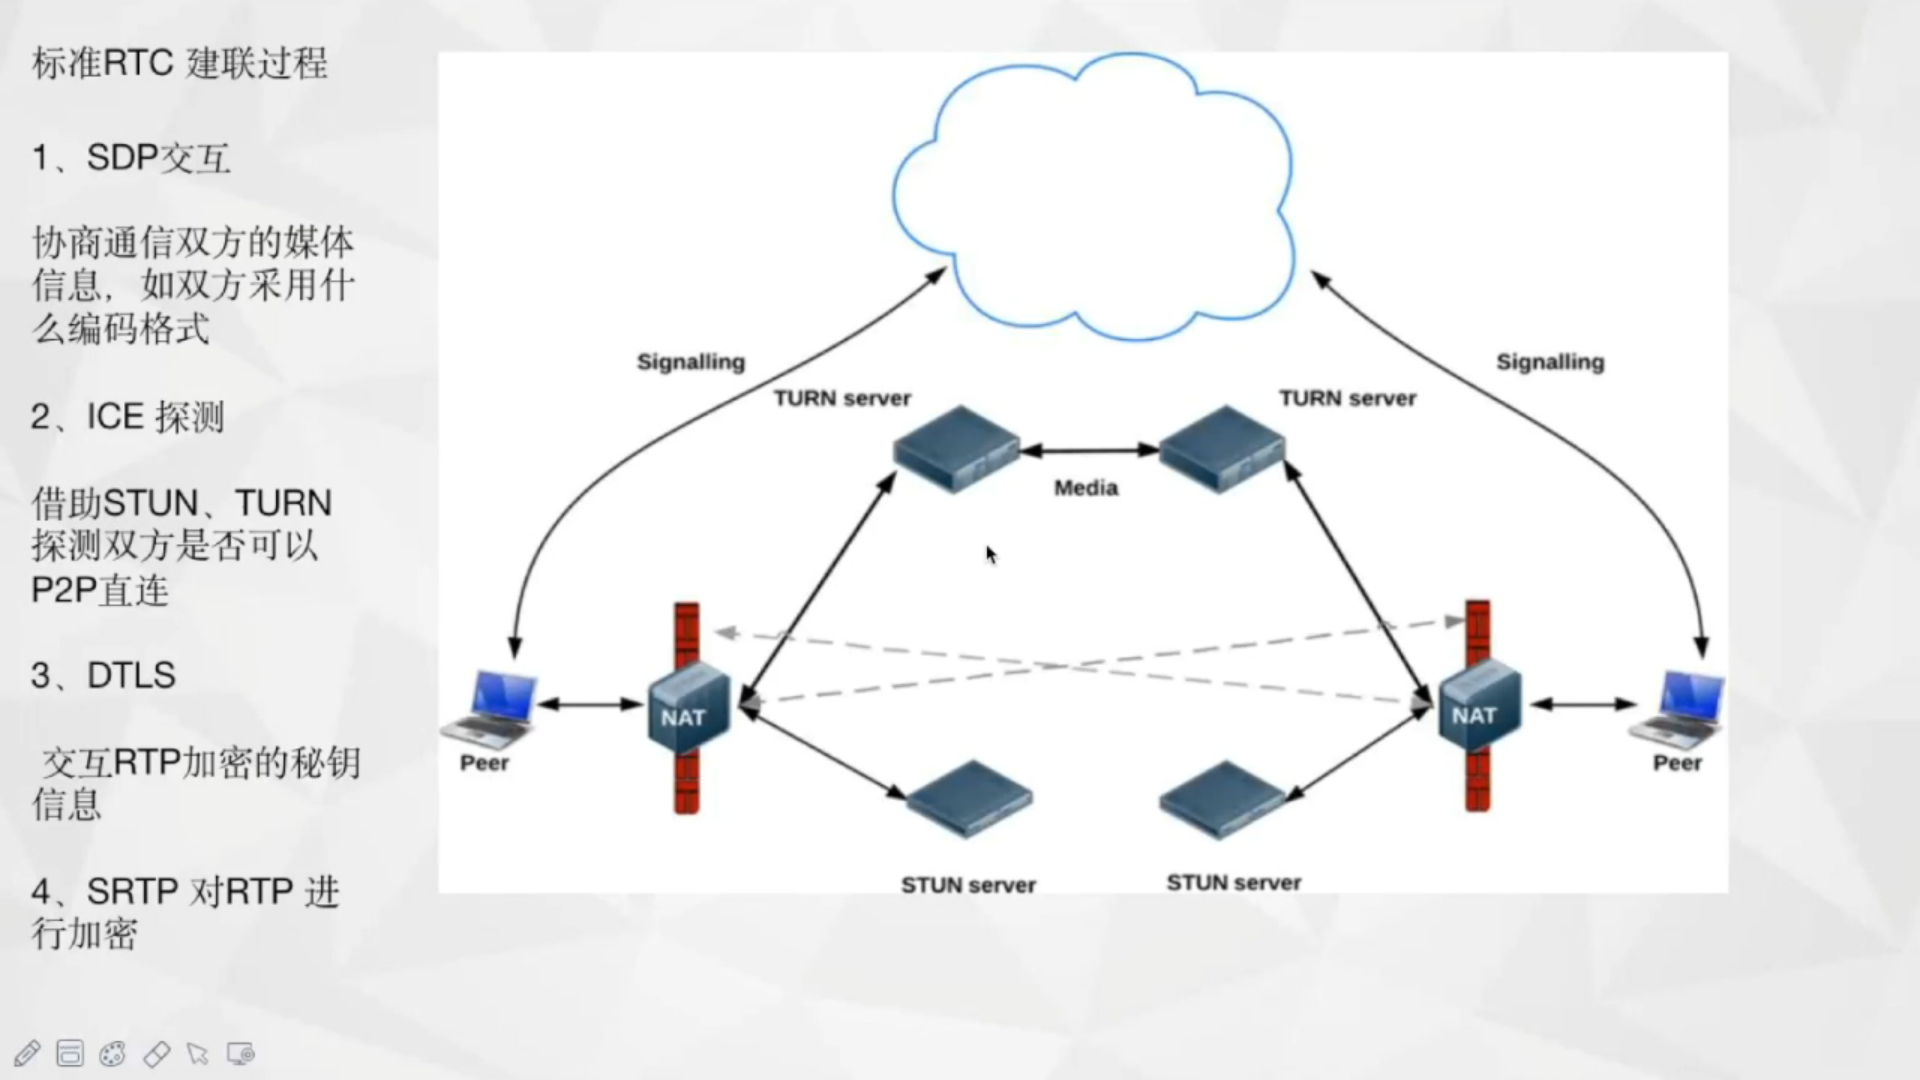 标准RTC 建联过程
1、SDP交互
协商通信双方的媒体
信息，如双方采用什
么编码格式
2、ICE 探测
借助STUN、TURN
探测双方是否可以
P2P直连
3、DTLS
交互RTP加密的秘钥
信息
4、SRTP 对RTP 进
行加密
Signalling
Signalling
TURN server
TURN server
Media
NAT
NAT
Peer
Peer
STUN server
STUN server